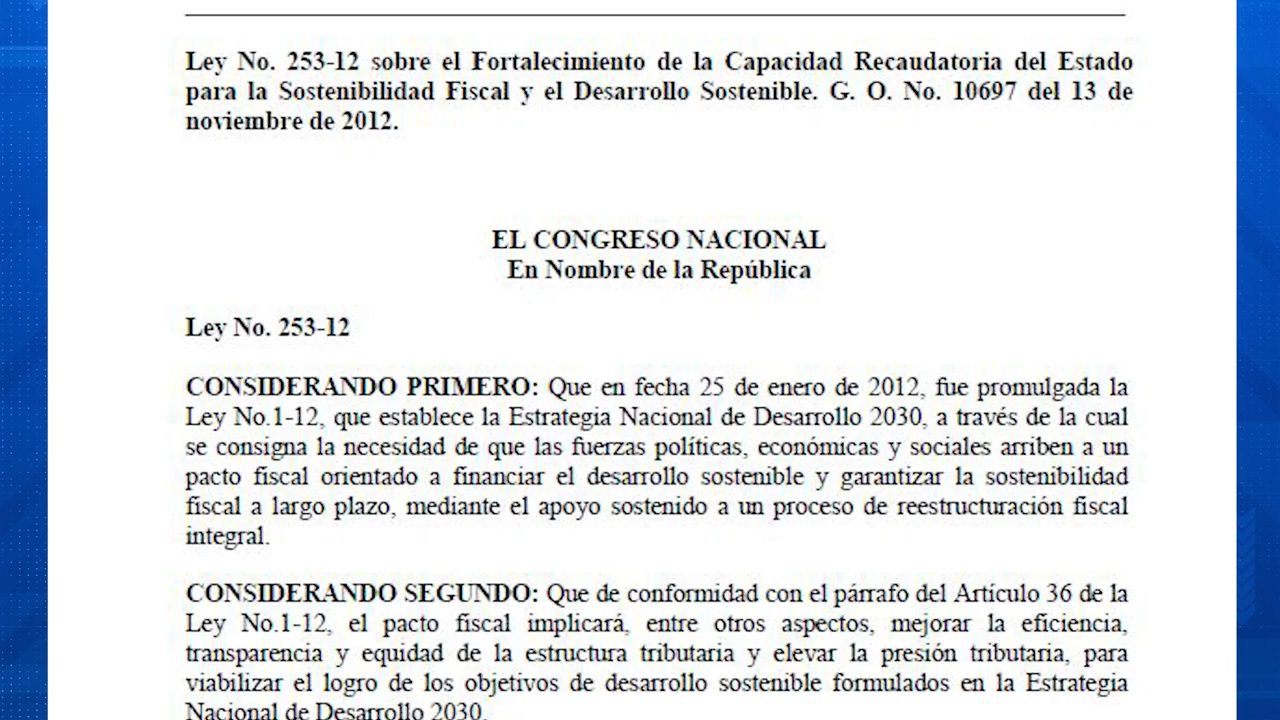 Ley No. 253-12 sobre el Fortalecimiento de la Capacidad Recaudatoria del Estado
para la Sostenibilidad Fiscal y el Desarrollo Sostenible. G. O. No. 10697 del 13 de
noviembre de 2012.
EL CONGRESO NACIONAL
En Nombre de la República
Ley No. 253-12
CONSIDERANDO PRIMERO: Que en fecha 25 de enero de 2012, fue promulgada la
Ley No.1-12, que establece la Estrategia Nacional de Desarrollo 2030, a través de la cual
se consigna la necesidad de que las fuerzas políticas, económicas y sociales arriben a un
pacto fiscal orientado a financiar el desarrollo sostenible y garantizar la sostenibilidad
fiscal a largo plazo, mediante el apoyo sostenido a un proceso de reestructuración fiscal
integral.
CONSIDERANDO SEGUNDO: Que de conformidad con el párrafo del Artículo 36 de la
Ley No.1-12, el pacto fiscal implicará, entre otros aspectos, mejorar la eficiencia,
transparencia y equidad de la estructura tributaria y elevar la presión tributaria, para
viabilizar el logro de los objetivos de desarrollo sostenible formulados en la Estrategia
Nacional de Desarrollo 2030.